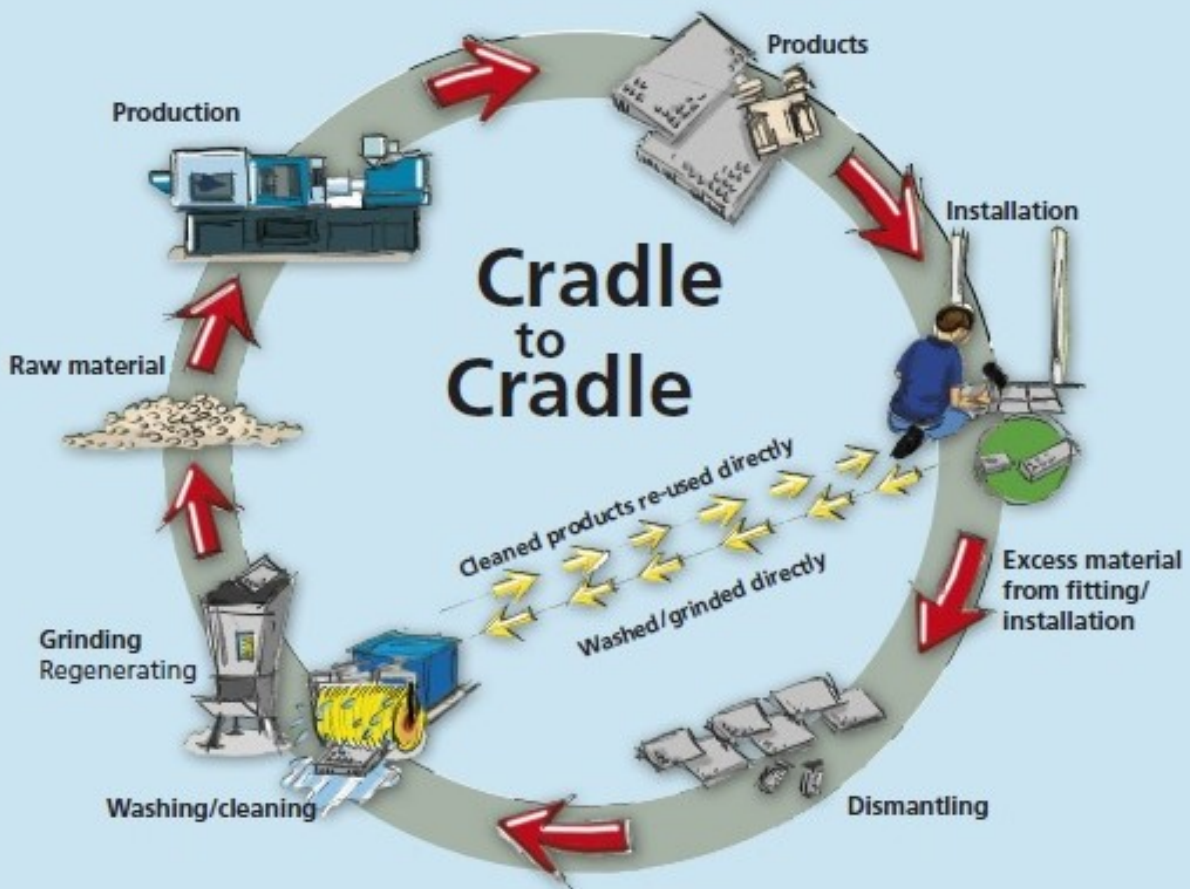 Products
Production
Installation
Cradle
to
Cradle
Raw material
Cleaned products re-used directly
Washed/grinded directly
Excess material
from fitting/
installation
Grinding
Regenerating
Washing/cleaning
Dismantling